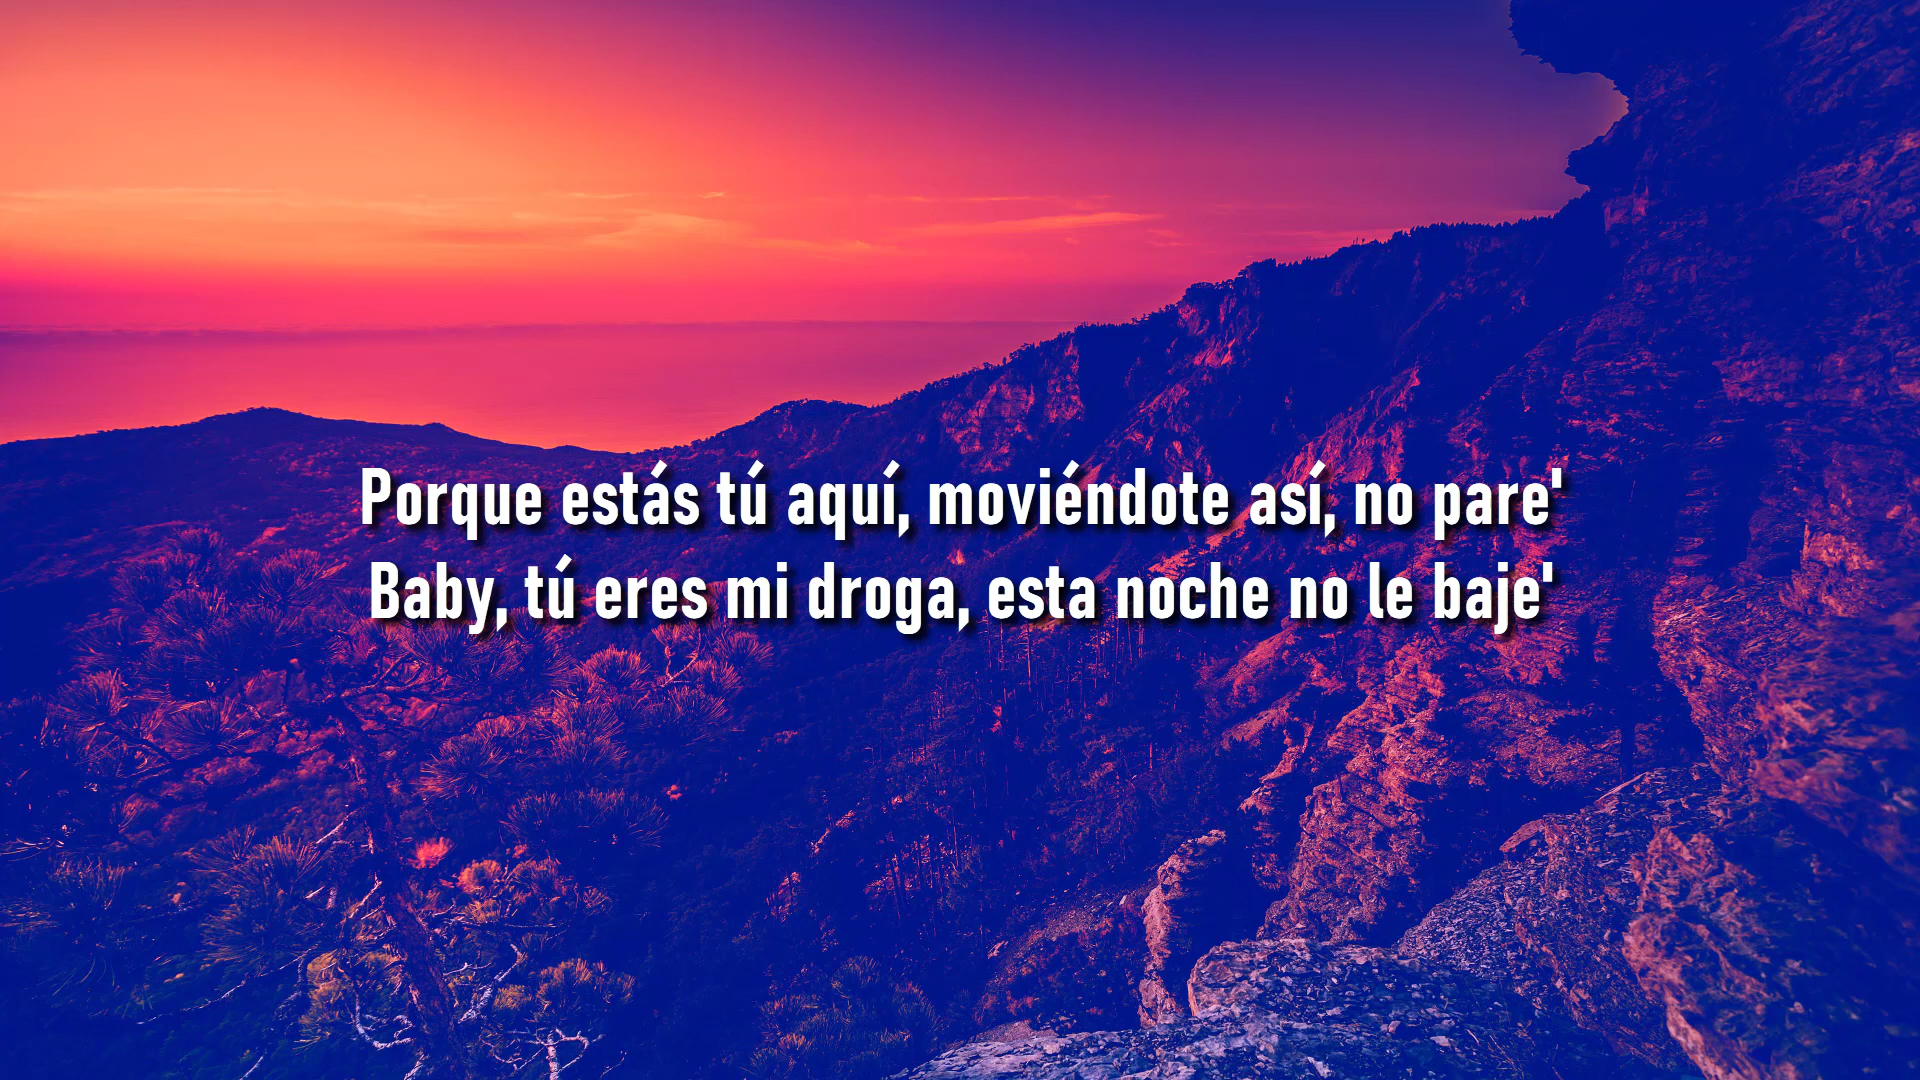 Porque estás tú aquí, moviéndote así, no pare'
Baby, tú eres mi droga, esta noche no le baje'